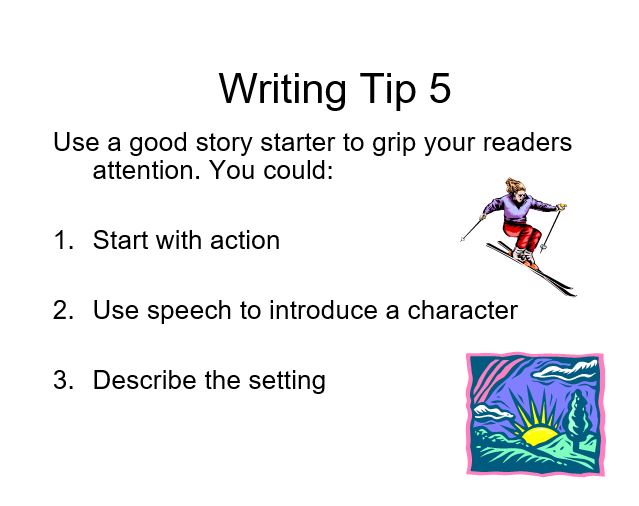 Writing Tip 5
Use a good story starter to grip your readers
attention. You could:
1. Start with action
2. Use speech to introduce a character
3. Describe the setting